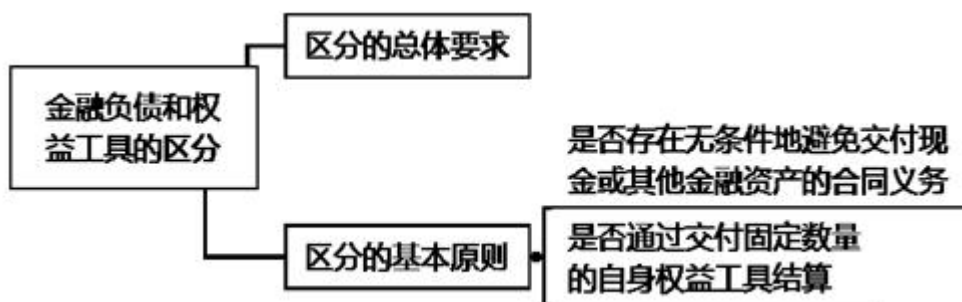 区分的总体要求
金融负债和权
益工具的区分
是否存在无条件地避免交付现
金或其他金融资产的合同义务
区分的基本原则
是否通过交付固定数量
的自身权益工具结算